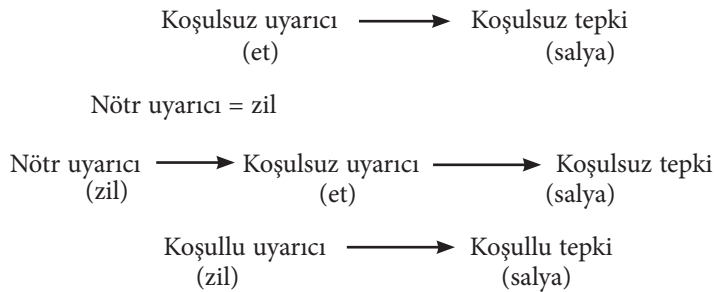 Koşulsuz uyarıcı Koşulsuz tepki
(et) (salya)
Nötr uyarıcı = zil
Nötr uyarıcı Koşulsuz uyarıcı Koşulsuz tepki
(zil) (et) (salya)
Koşullu uyarıcı Koşullu tepki
(zil) (salya)